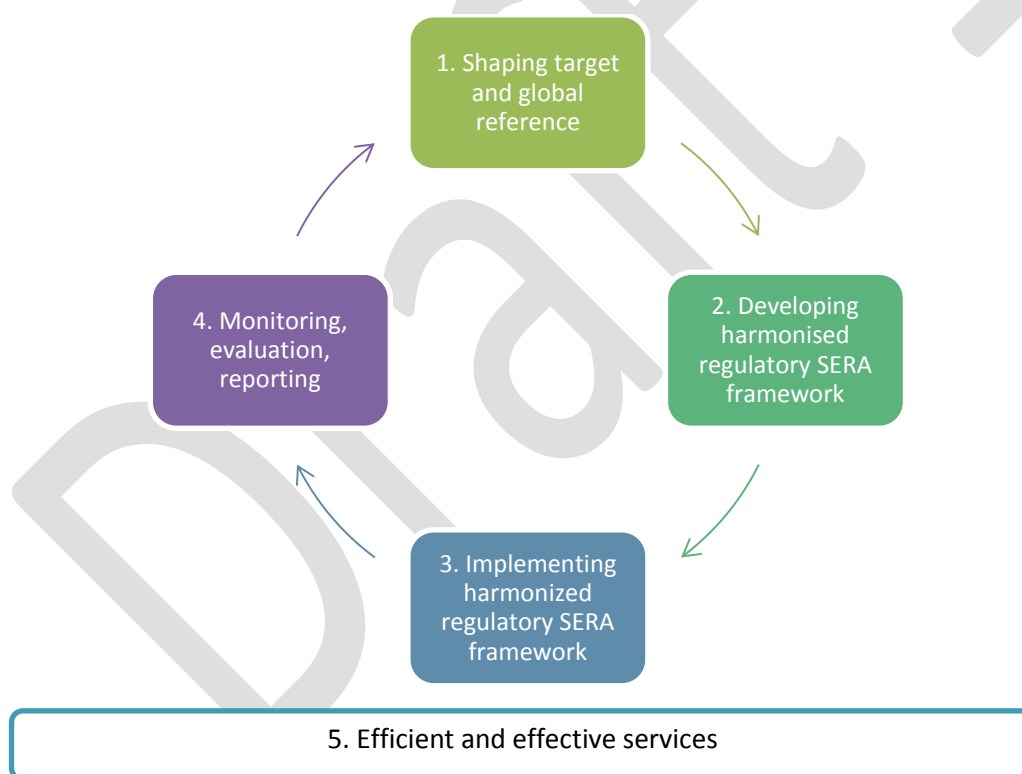 1. Shaping target
and global
reference
2. Developing
harmonised
regulatory SERA
framework
3. Implementing
harmonized
regulatory SERA
framework
4. Monitoring,
evaluation,
reporting
5. Efficient and effective services
Draft